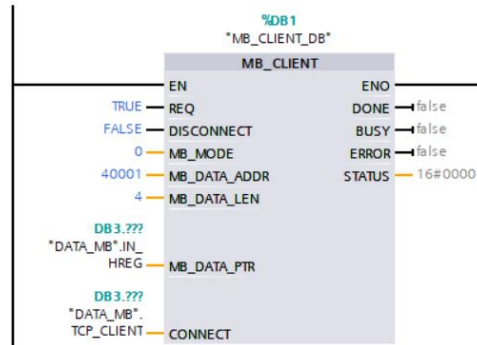 %DB1
"MB_CLIENT_DB"
MB_CLIENT
EN ENO
TRUE REQ DONE false
FALSE DISCONNECT BUSY false
0 MB_MODE ERROR false
40001 MB_DATA_ADDR STATUS 16#0000
4 MB_DATA_LEN
DB3.???
"DATA_MB".IN_
HREG MB_DATA_PTR
DB3.???
"DATA_MB".
TCP_CLIENT CONNECT